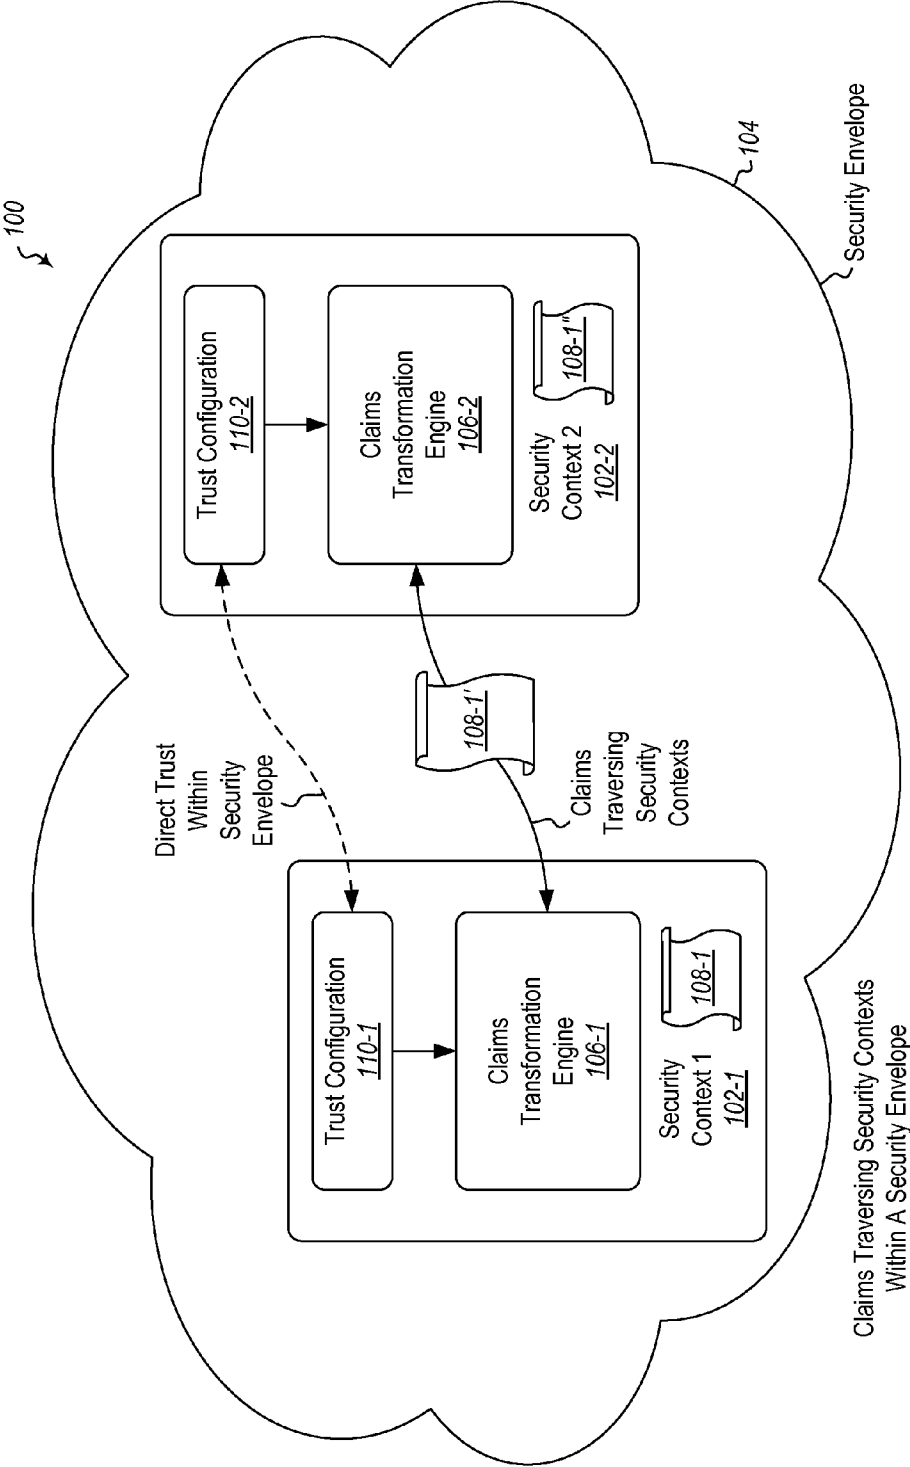 100
Trust Configuration
110-1
Claims
Transformation
Engine
106-1
Security
Context 1
102-1
108-1
Direct Trust
Within
Security
Envelope
108-1'
Claims
Traversing
Security
Contexts
Trust Configuration
110-2
Claims
Transformation
Engine
106-2
Security
Context 2
102-2
108-1"
104
Security Envelope
Claims Traversing Security Contexts
Within A Security Envelope